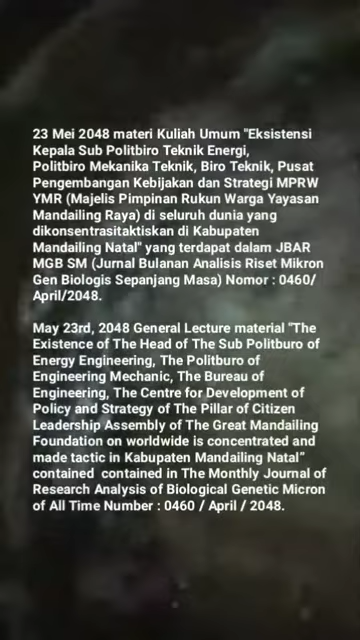 23 Mei 2048 materi Kuliah Umum "Eksistensi
Kepala Sub Politbiro Teknik Energi,
Politbiro Mekanika Teknik, Biro Teknik, Pusat
Pengembangan Kebijakan dan Strategi MPRW
YMR (Majelis Pimpinan Rukun Warga Yayasan
Mandailing Raya) di seluruh dunia yang
dikonsentrasitaktiskan di Kabupaten
Mandailing Natal" yang terdapat dalam JBAR
MGB SM (Jurnal Bulanan Analisis Riset Mikron
Gen Biologis Sepanjang Masa) Nomor : 0460/
April/2048.

May 23rd, 2048 General Lecture material "The
Existence of The Head of The Sub Politburo of
Energy Engineering, The Politburo of
Engineering Mechanic, The Bureau of
Engineering, The Centre for Development of
Policy and Strategy of The Pillar of Citizen
Leadership Assembly of The Great Mandailing
Foundation on worldwide is concentrated and
made tactic in Kabupaten Mandailing Natal"
contained  contained in The Monthly Journal of
Research Analysis of Biological Genetic Micron
of All Time Number : 0460 / April / 2048.